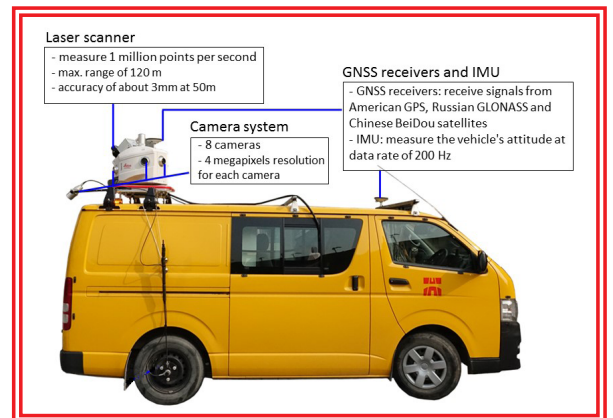 Laser scanner
- measure 1 million points per second
- max. range of 120 m
- accuracy of about 3mm at 50m
GNSS receivers and IMU
- GNSS receivers: receive signals from
American GPS, Russian GLONASS and
Chinese BeiDou satellites
- IMU: measure the vehicle's attitude at
data rate of 200 Hz
Camera system
- 8 cameras
- 4 megapixels resolution
for each camera